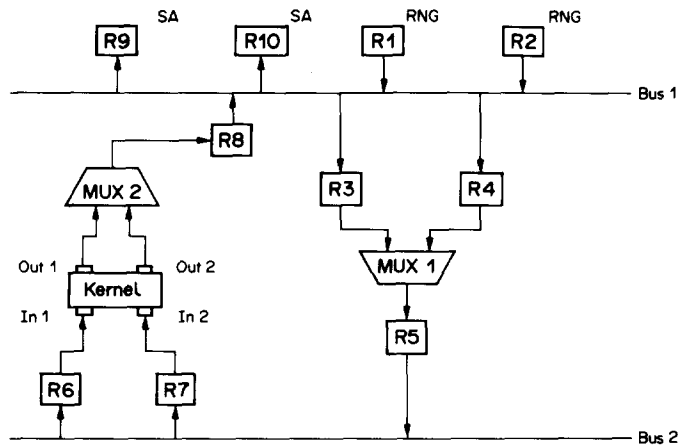 SA SA RNG RNG
R9 R10 R1 R2
Bus 1
R8
MUX 2 R3 R4
Out 1 Out 2 MUX 1
Kernel
In 1 In 2
R5
R6 R7
Bus 2